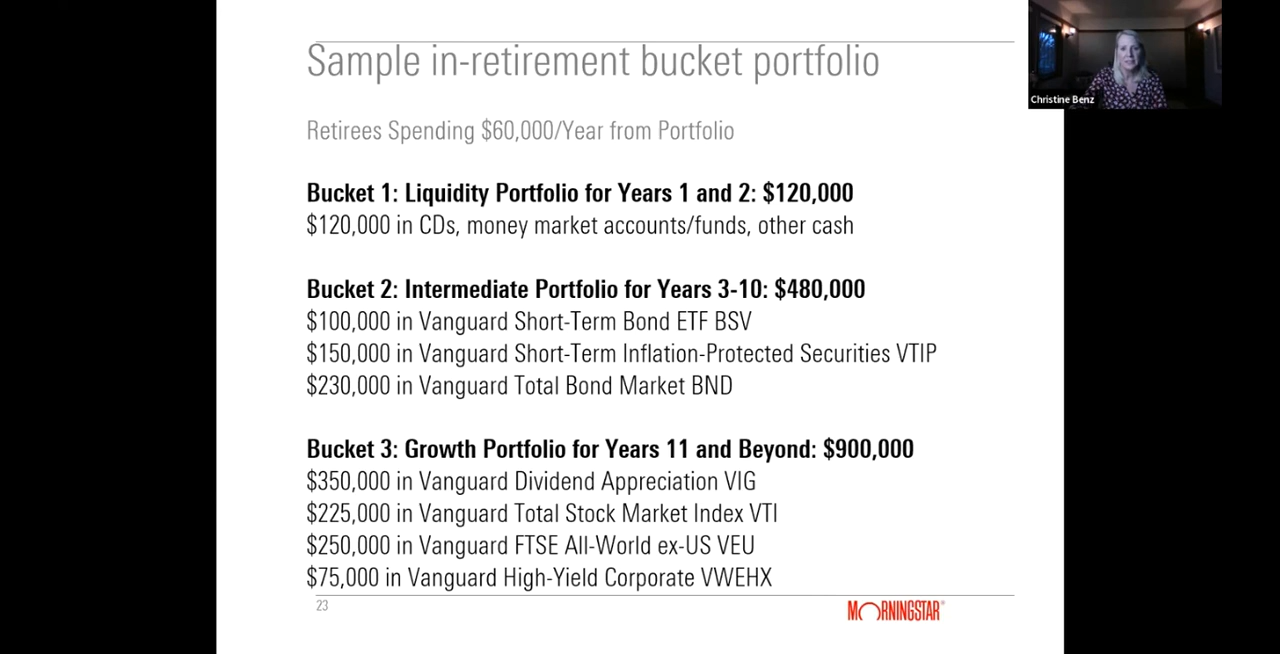 Sample in-retirement bucket portfolio
Christine Benz
Retirees Spending $60,000/Year from Portfolio
Bucket 1: Liquidity Portfolio for Years 1 and 2: $120,000
$120,000 in CDs, money market accounts/funds, other cash
Bucket 2: Intermediate Portfolio for Years 3-10: $480,000
$100,000 in Vanguard Short-Term Bond ETF BSV
$150,000 in Vanguard Short-Term Inflation-Protected Securities VTIP
$230,000 in Vanguard Total Bond Market BND
Bucket 3: Growth Portfolio for Years 11 and Beyond: $900,000
$350,000 in Vanguard Dividend Appreciation VIG
$225,000 in Vanguard Total Stock Market Index VTI
$250,000 in Vanguard FTSE All-World ex-US VEU
$75,000 in Vanguard High-Yield Corporate VWEHX
23
MORNINGSTAR®